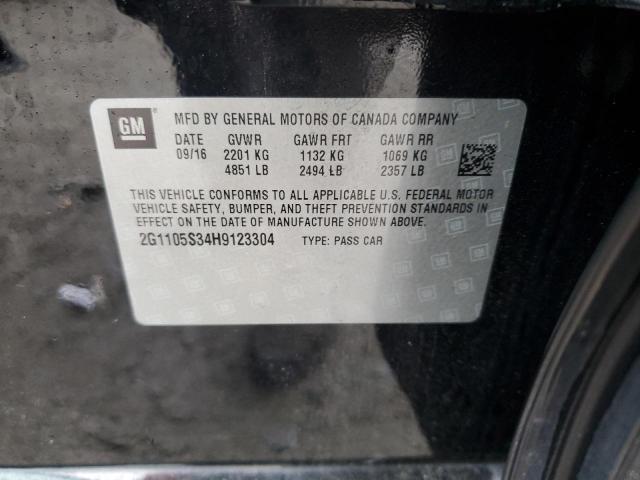 GM
MFD BY GENERAL MOTORS OF CANADA COMPANY
DATE GVWR GAWR FRT GAWR RR
09/16 2201 KG 1132 KG 1069 KG
4851 LB 2494 LB 2357 LB
THIS VEHICLE CONFORMS TO ALL APPLICABLE U.S. FEDERAL MOTOR
VEHICLE SAFETY, BUMPER, AND THEFT PREVENTION STANDARDS IN
EFFECT ON THE DATE OF MANUFACTURE SHOWN ABOVE.
2G1105S34H9123304 TYPE: PASS CAR